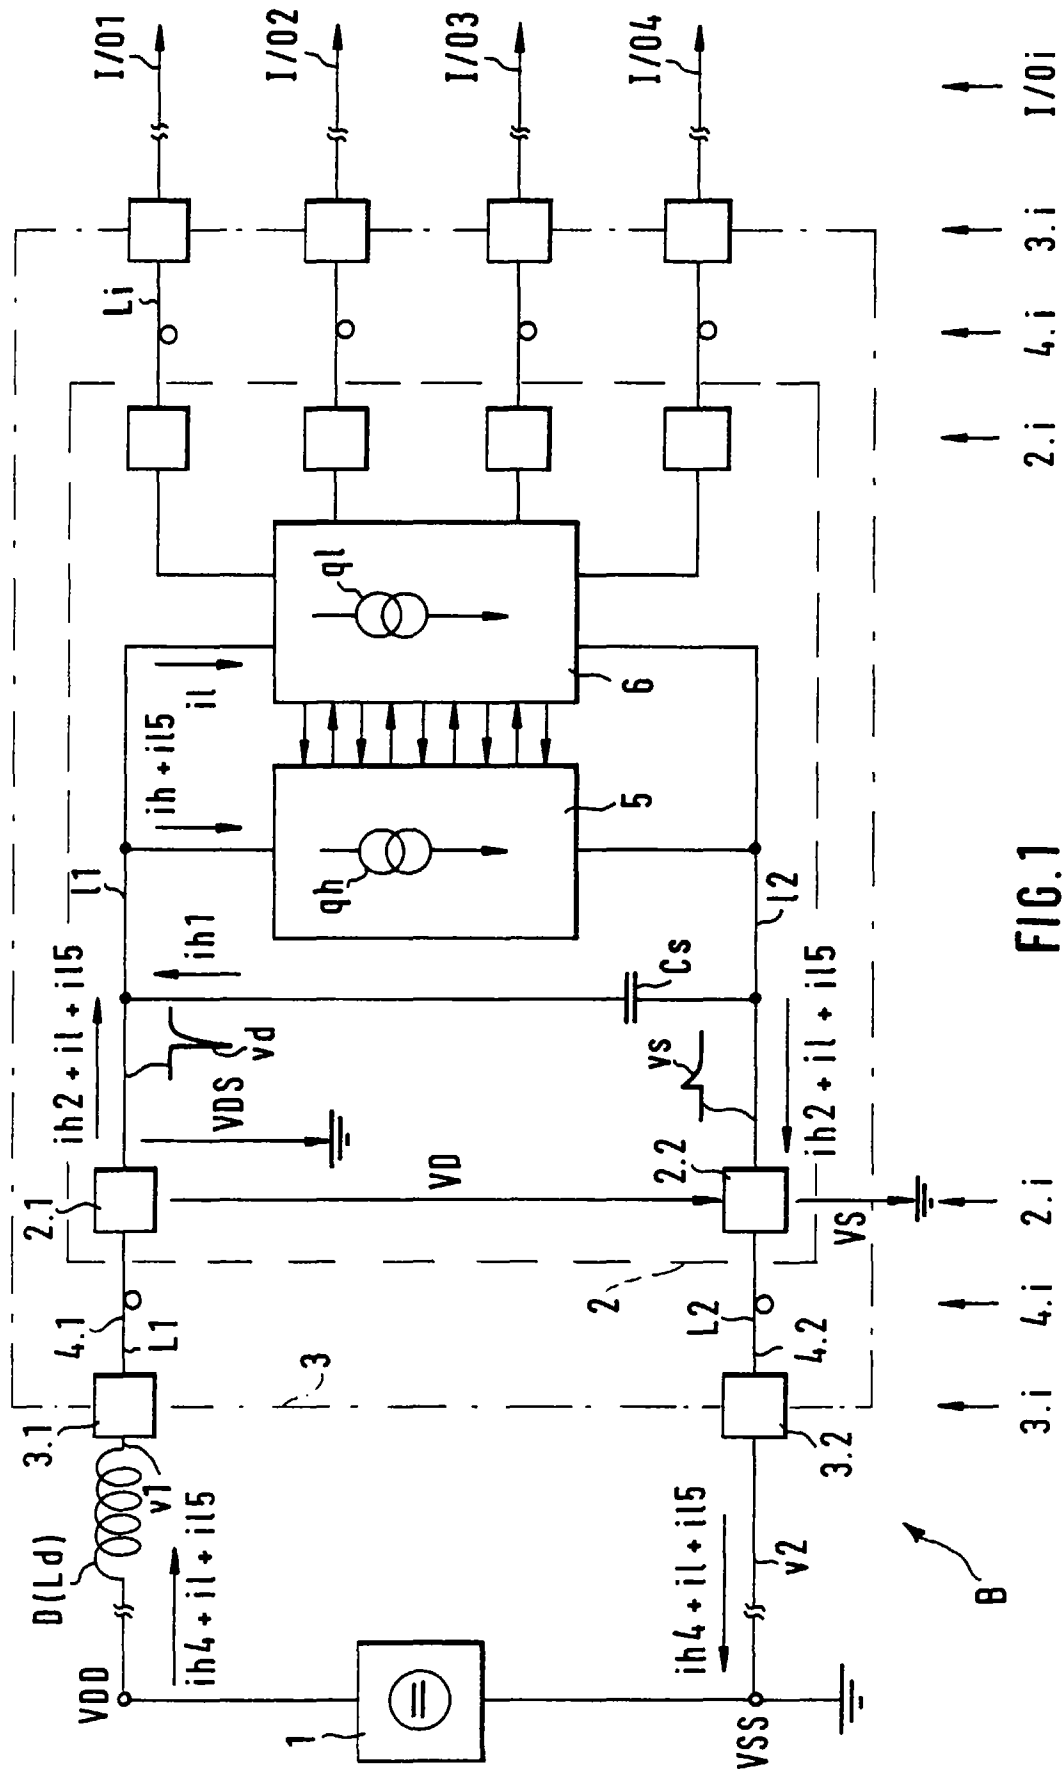 I/O1
I/O2
I/O3
I/O4
I/Oi
3.i
4.i
2.i
Li
ql
6
il
ih + il5
5
qh
l1
l2
ih1
Cs
ih2 + il + il5
vd
VDS
vs
ih2 + il + il5
2.1
VD
2.2
VS
2.i
2
4.1
L1
L2
4.2
4.i
3
3.1
3.2
3.i
D(Ld)
v1
ih4 + il + il5
ih4 + il + il5
v2
B
VDD
1
VSS
FIG.1